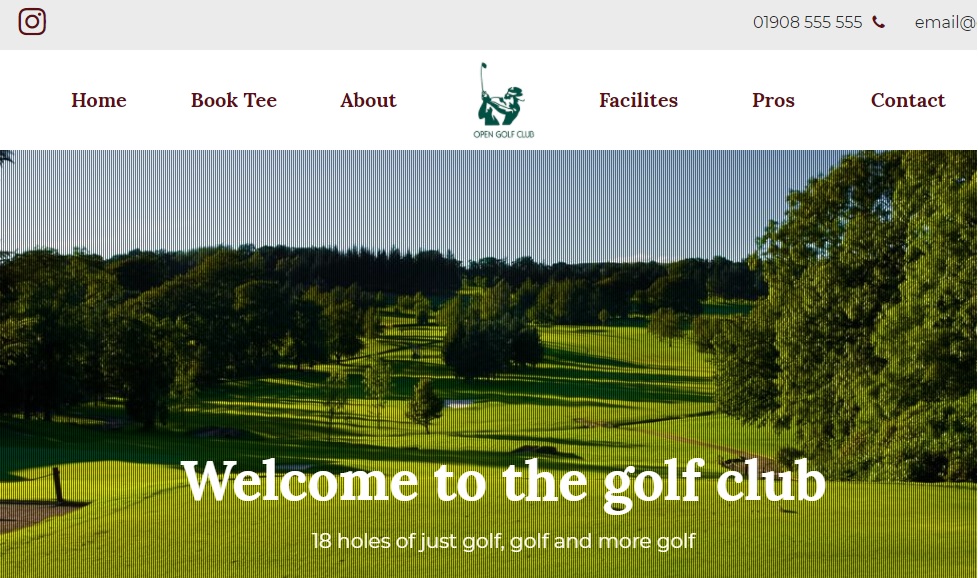 01908 555 555 email@
Home Book Tee About Facilites Pros Contact
OPEN GOLF CLUB
Welcome to the golf club
18 holes of just golf, golf and more golf